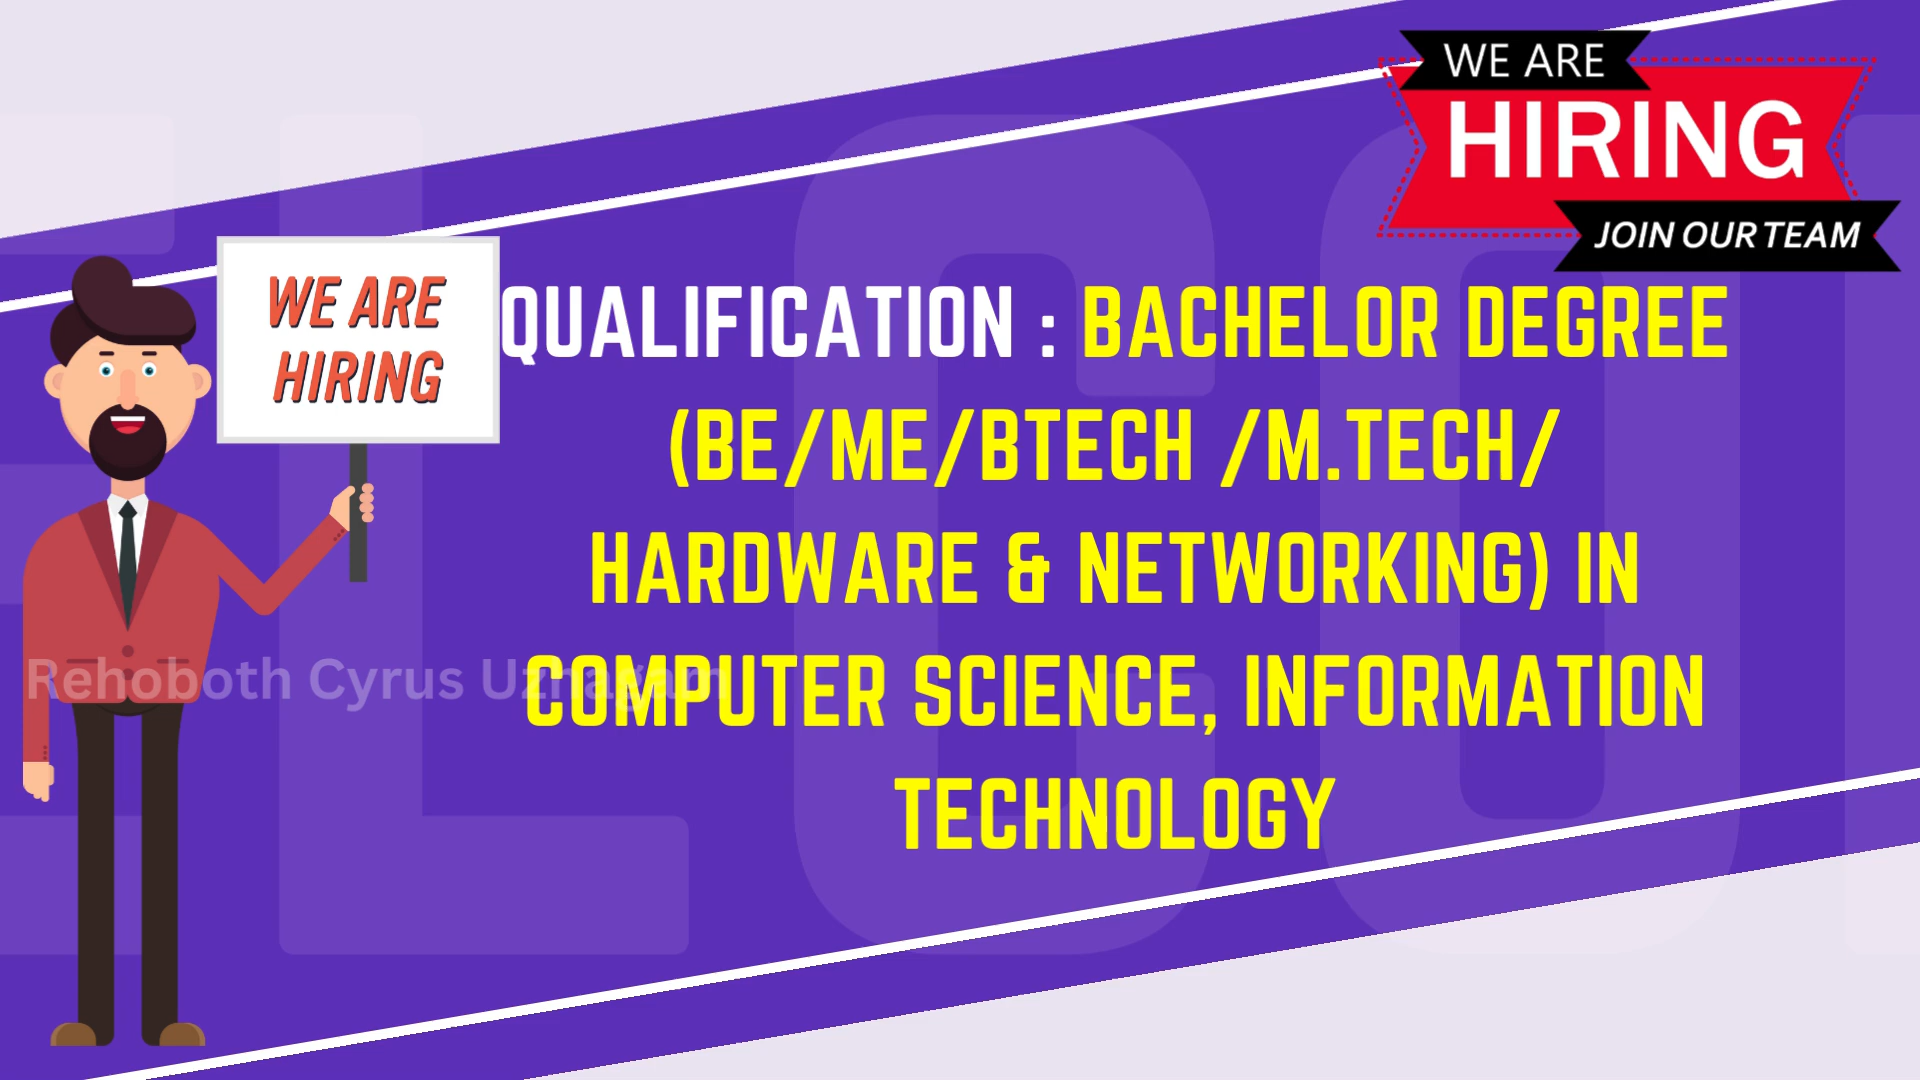 WE ARE
HIRING
JOIN OUR TEAM
WE ARE
HIRING
QUALIFICATION : BACHELOR DEGREE
(BE/ME/BTECH /M.TECH/
HARDWARE & NETWORKING) IN
COMPUTER SCIENCE, INFORMATION
TECHNOLOGY
Rehoboth Cyrus Uzhagam